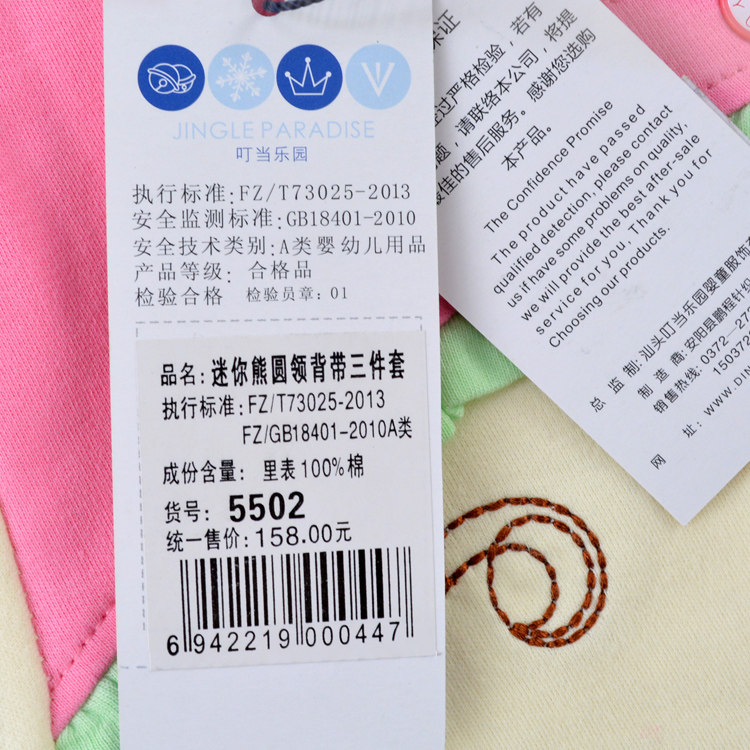 JINGLE PARADISE
叮当乐园
执行标准:FZ/T73025-2013
安全监测标准:GB18401-2010
安全技术类别:A类婴幼儿用品
产品等级: 合格品
检验合格 检验员章:01
品名:迷你熊圆领背带三件套
执行标准:FZ/T73025-2013
FZ/GB18401-2010A类
成份含量: 里表100%棉
货号: 5502
统一售价:158.00元
6 942219 000447
保证
过严格检验, 若有
题, 请联络本公司, 将提
最佳的售后服务。感谢您选购
本产品。
The Confidence Promise
The product have passed
qualified detection, please contact
us if have some problems on quality,
we will provide the best after-sale
service for you. Thank you for
Choosing our products.
总 监 制: 汕头叮当乐园婴童服饰
制 造 商: 安阳县鹏程针织
销售热线: 0372-27
150372
网 址: WWW.DIN